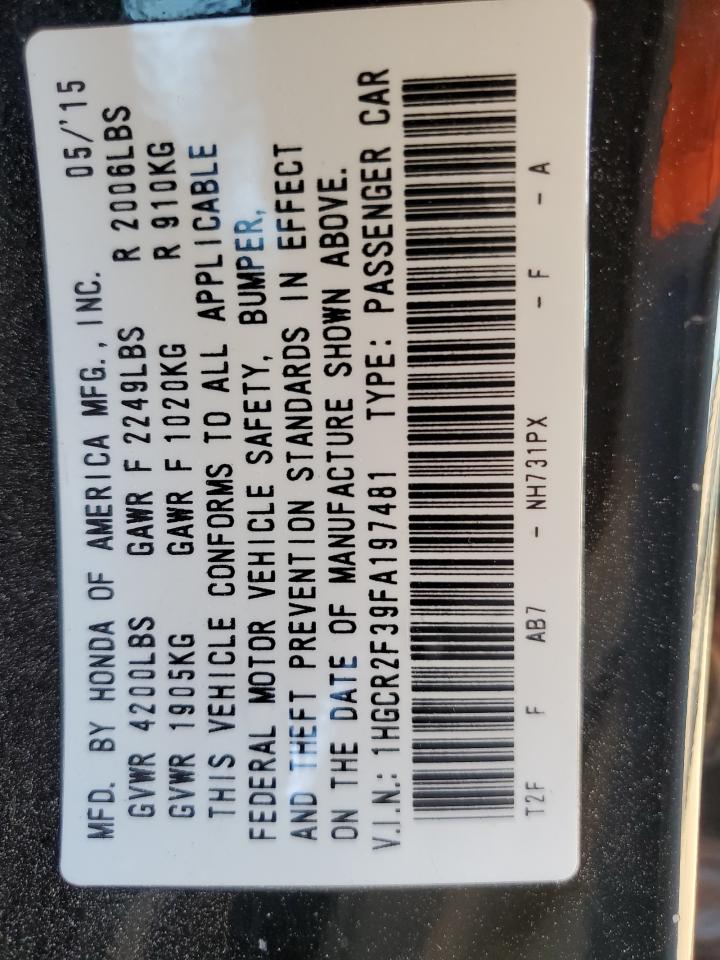 MFD. BY HONDA OF AMERICA MFG., INC. 05/'15
GVWR 4200LBS GAWR F 2249LBS R 2006LBS
GVWR 1905KG GAWR F 1020KG R 910KG
THIS VEHICLE CONFORMS TO ALL APPLICABLE
FEDERAL MOTOR VEHICLE SAFETY, BUMPER,
AND THEFT PREVENTION STANDARDS IN EFFECT
ON THE DATE OF MANUFACTURE SHOWN ABOVE.
V.I.N.: 1HGCR2F39FA197481 TYPE: PASSENGER CAR
T2F F AB7 - NH731PX - F - A